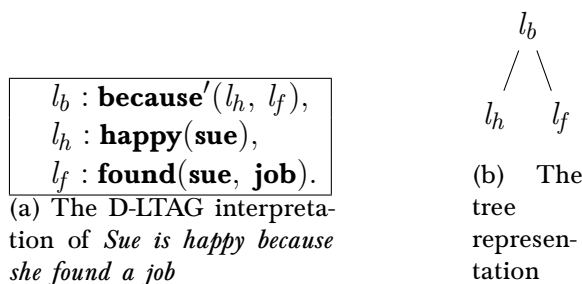 l_b : because′(l_h, l_f),
l_h : happy(sue),
l_f : found(sue, job).
(a) The D-LTAG interpreta-
tion of Sue is happy because
she found a job
l_b
l_h l_f
(b) The
tree
represen-
tation